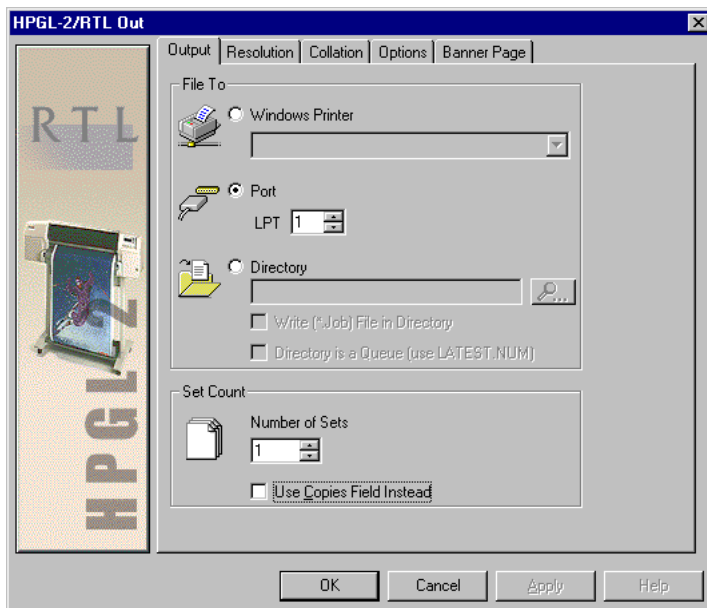 HPGL-2/RTL Out
Output Resolution Collation Options Banner Page
RTL
HPGL 2
File To
Windows Printer
Port
LPT 1
Directory
Write (*.Job) File in Directory
Directory is a Queue (use LATEST.NUM)
Set Count
Number of Sets
1
Use Copies Field Instead
OK Cancel Apply Help